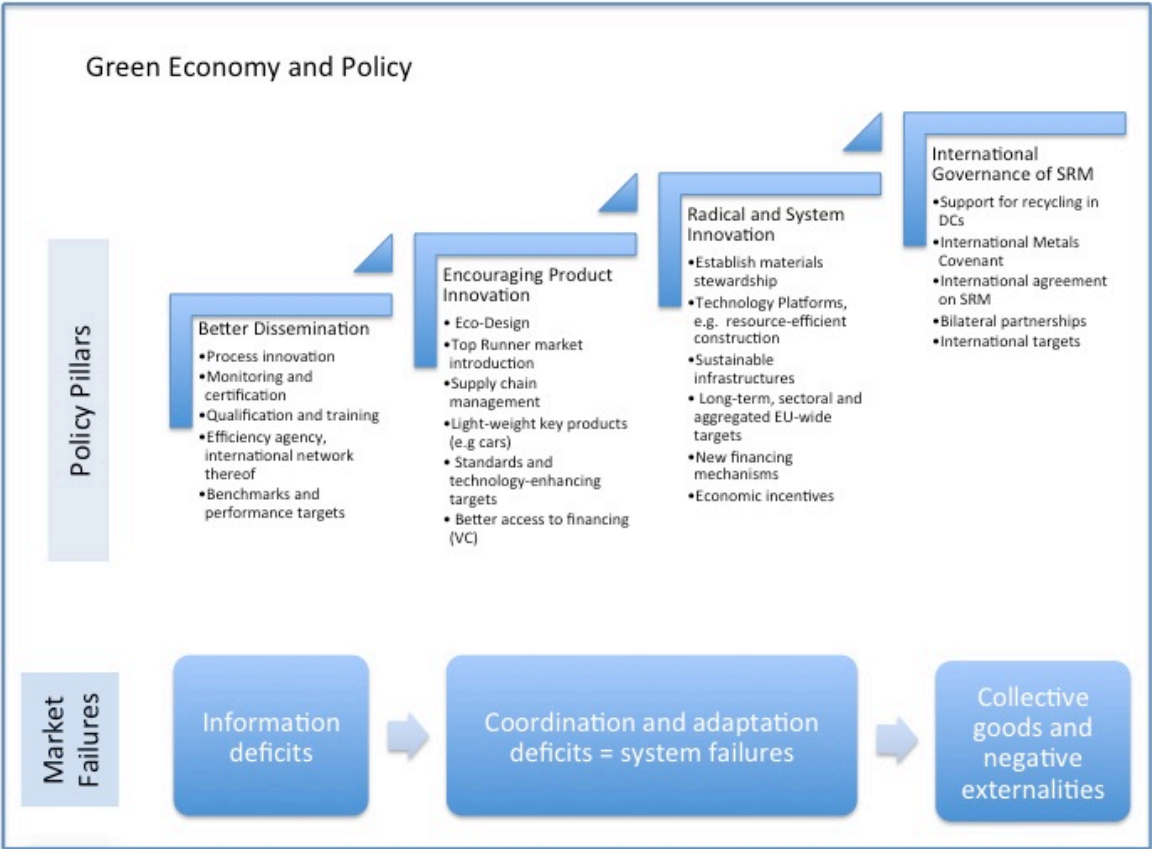 Green Economy and Policy
Policy Pillars
Better Dissemination
•Process innovation
•Monitoring and
certification
•Qualification and training
•Efficiency agency,
international network
thereof
•Benchmarks and
performance targets
Encouraging Product
Innovation
• Eco-Design
•Top Runner market
introduction
•Supply chain
management
•Light-weight key products
(e.g cars)
• Standards and
technology-enhancing
targets
• Better access to financing
(VC)
Radical and System
Innovation
•Establish materials
stewardship
•Technology Platforms,
e.g. resource-efficient
construction
•Sustainable
infrastructures
• Long-term, sectoral and
aggregated EU-wide
targets
•New financing
mechanisms
•Economic incentives
International
Governance of SRM
•Support for recycling in
DCs
•International Metals
Covenant
•International agreement
on SRM
•Bilateral partnerships
•International targets
Market
Failures
Information
deficits
Coordination and adaptation
deficits = system failures
Collective
goods and
negative
externalities